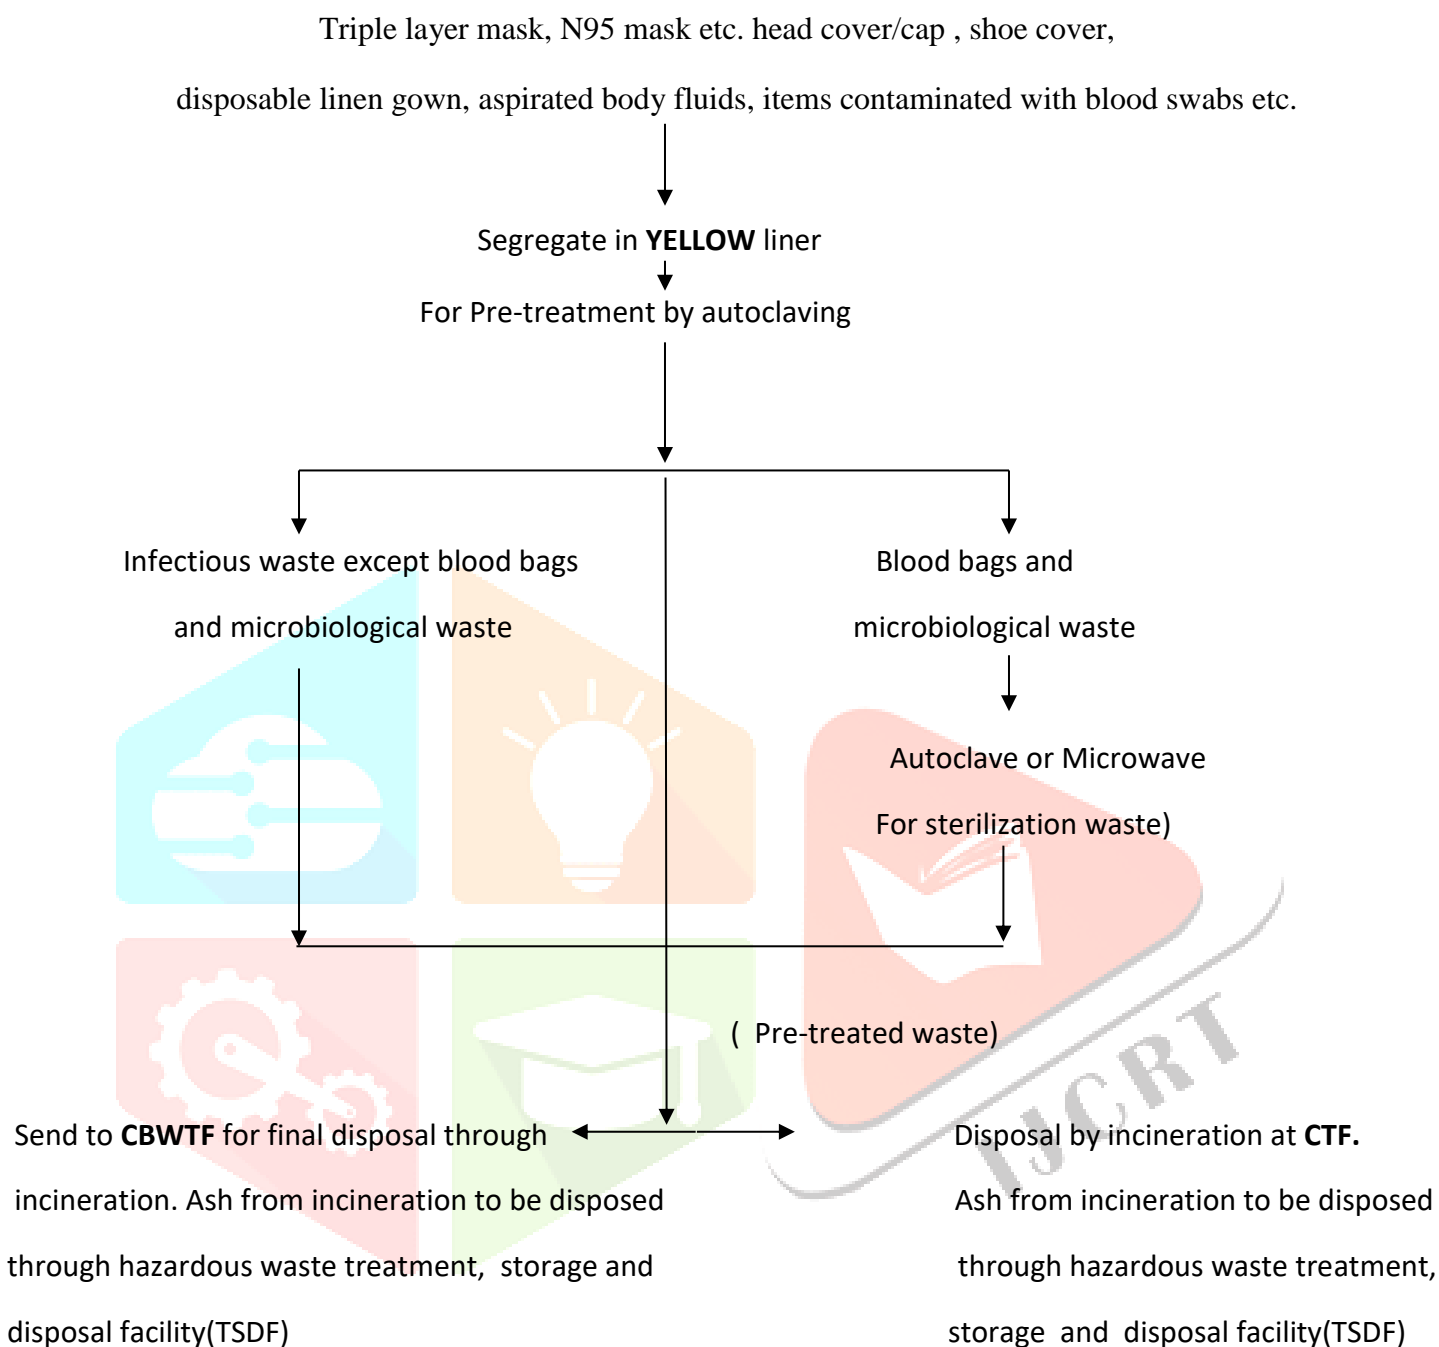 Triple layer mask, N95 mask etc. head cover/cap , shoe cover,
disposable linen gown, aspirated body fluids, items contaminated with blood swabs etc.
Segregate in YELLOW liner
For Pre-treatment by autoclaving
Infectious waste except blood bags
and microbiological waste
Blood bags and
microbiological waste
Autoclave or Microwave
For sterilization waste)
( Pre-treated waste)
Send to CBWTF for final disposal through
incineration. Ash from incineration to be disposed
through hazardous waste treatment, storage and
disposal facility(TSDF)
Disposal by incineration at CTF.
Ash from incineration to be disposed
through hazardous waste treatment,
storage and disposal facility(TSDF)
IJCRT